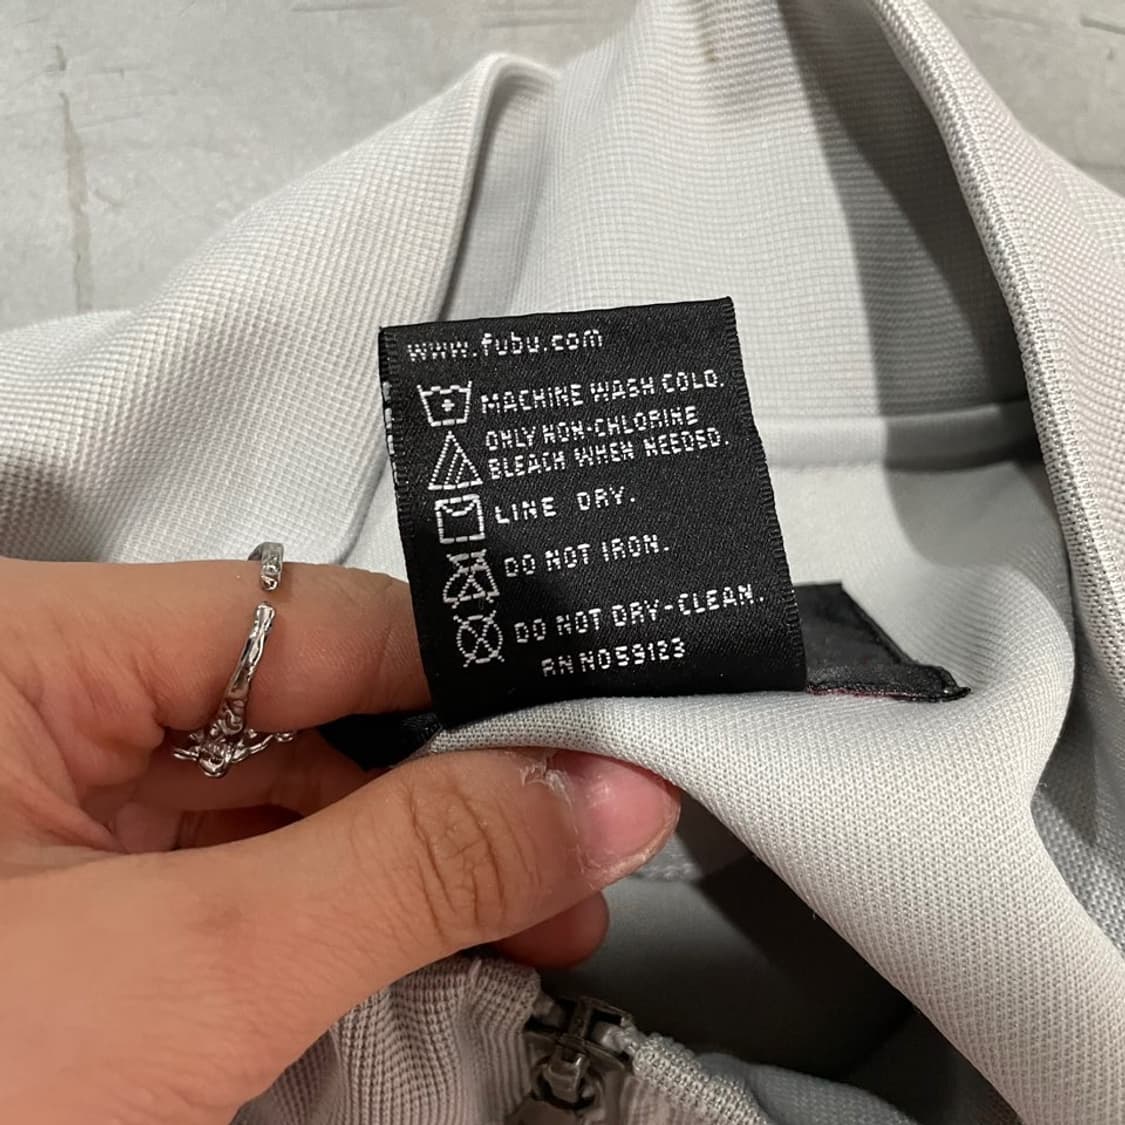 www.fubu.com
MACHINE WASH COLD.
ONLY NON-CHLORINE
BLEACH WHEN NEEDED.
LINE DRY.
DO NOT IRON.
DO NOT DRY-CLEAN.
RN NO59123